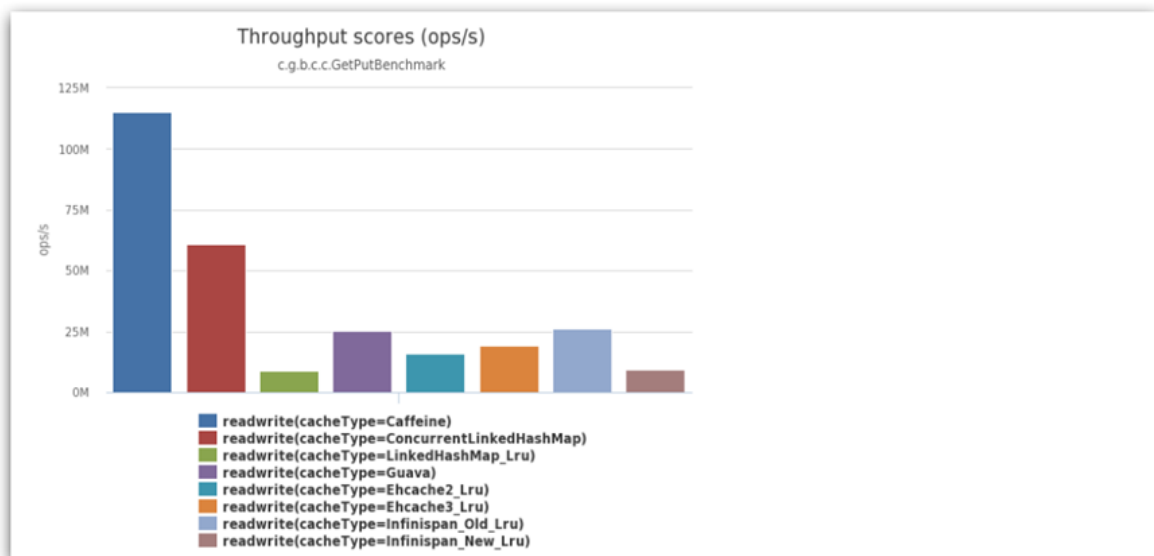 Throughput scores (ops/s)
c.g.b.c.c.GetPutBenchmark
125M
100M
75M
50M
25M
0M
ops/s
readwrite(cacheType=Caffeine)
readwrite(cacheType=ConcurrentLinkedHashMap)
readwrite(cacheType=LinkedHashMap_Lru)
readwrite(cacheType=Guava)
readwrite(cacheType=Ehcache2_Lru)
readwrite(cacheType=Ehcache3_Lru)
readwrite(cacheType=Infinispan_Old_Lru)
readwrite(cacheType=Infinispan_New_Lru)